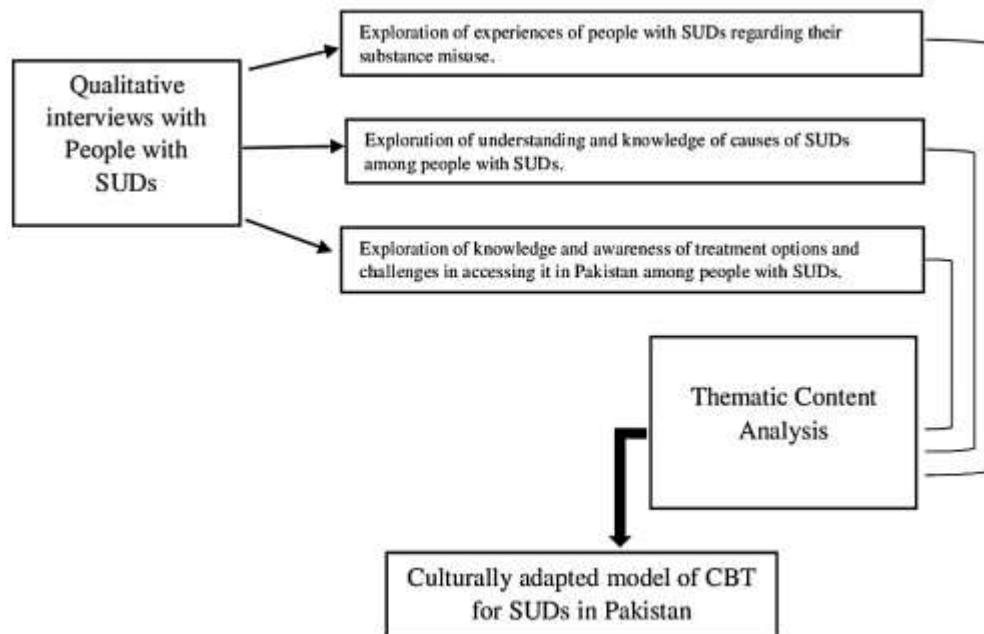 Qualitative
interviews with
People with
SUDs
Exploration of experiences of people with SUDs regarding their
substance misuse.
Exploration of understanding and knowledge of causes of SUDs
among people with SUDs.
Exploration of knowledge and awareness of treatment options and
challenges in accessing it in Pakistan among people with SUDs.
Thematic Content
Analysis
Culturally adapted model of CBT
for SUDs in Pakistan